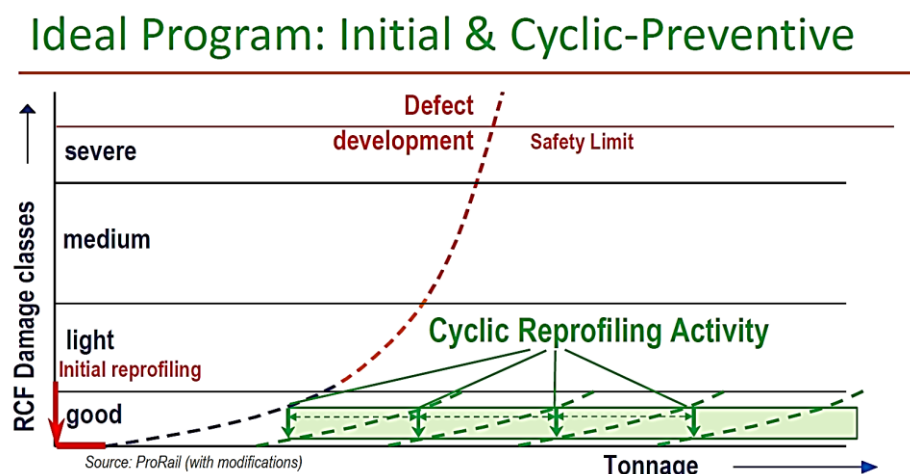 Ideal Program: Initial & Cyclic-Preventive
Defect
development
Safety Limit
severe
medium
RCF Damage classes
light
Cyclic Reprofiling Activity
Initial reprofiling
good
Source: ProRail (with modifications)
Tonnage